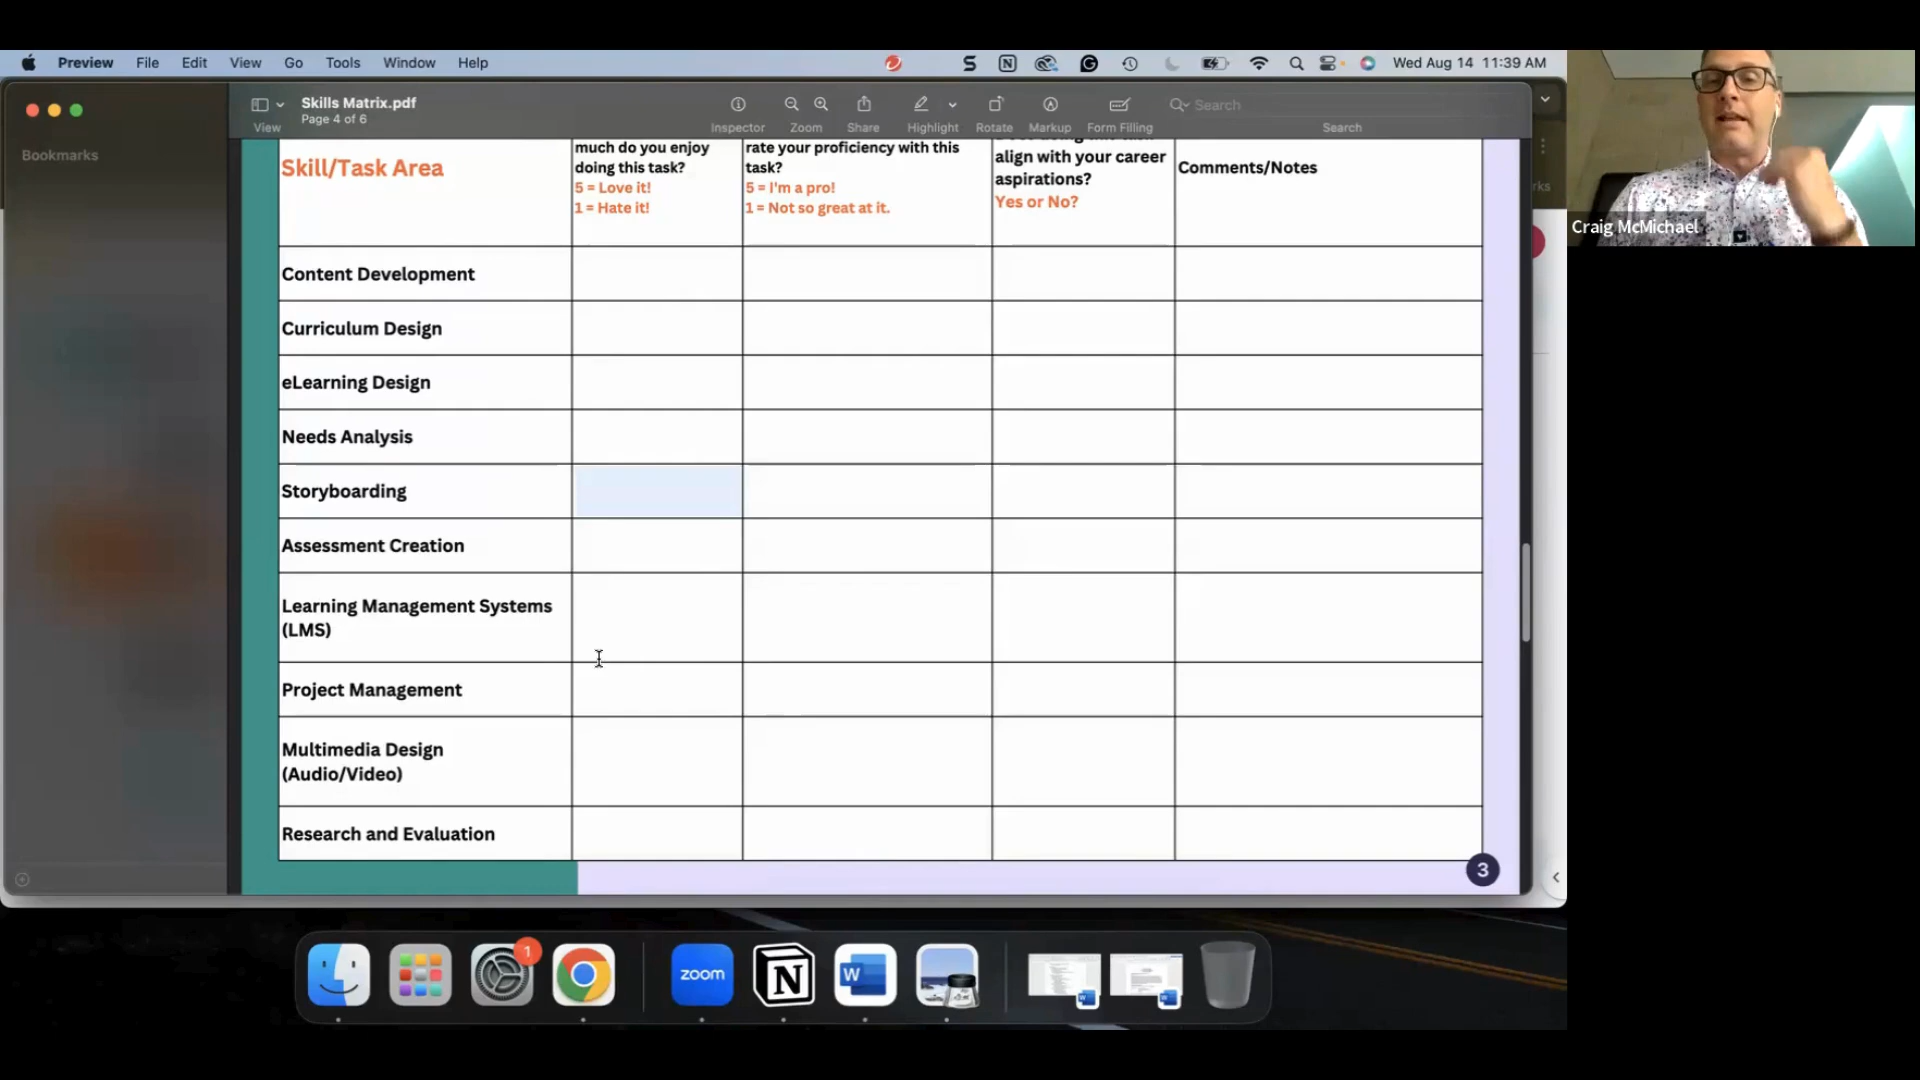 Preview File Edit View Go Tools Window Help
Wed Aug 14 11:39 AM
Skills Matrix.pdf
Page 4 of 6
View
Inspector
Zoom
Share
Highlight
Rotate
Markup
Form Filling
Search
Search
Bookmarks
Skill/Task Area
much do you enjoy
doing this task?
5 = Love it!
1 = Hate it!
rate your proficiency with this
task?
5 = I'm a pro!
1 = Not so great at it.
align with your career
aspirations?
Yes or No?
Comments/Notes
Content Development
Curriculum Design
eLearning Design
Needs Analysis
Storyboarding
Assessment Creation
Learning Management Systems
(LMS)
Project Management
Multimedia Design
(Audio/Video)
Research and Evaluation
3
Craig McMichael
1
zoom
N
W